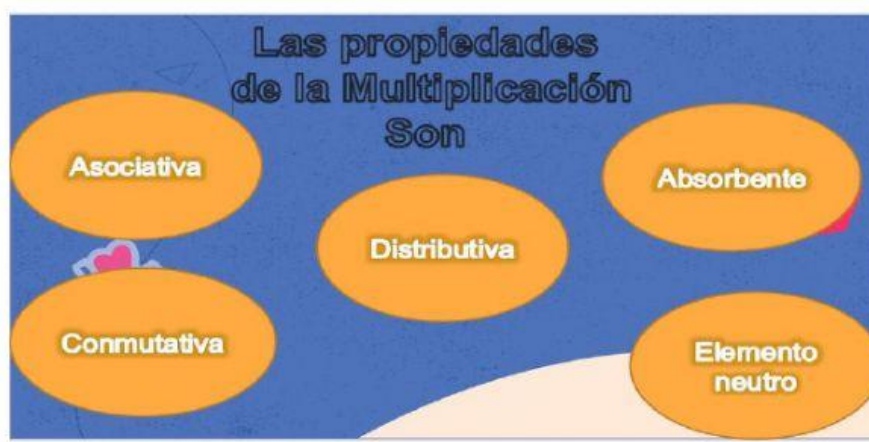 Las propiedades
de la Multiplicación
Son
Asociativa
Absorbente
Distributiva
Conmutativa
Elemento
neutro